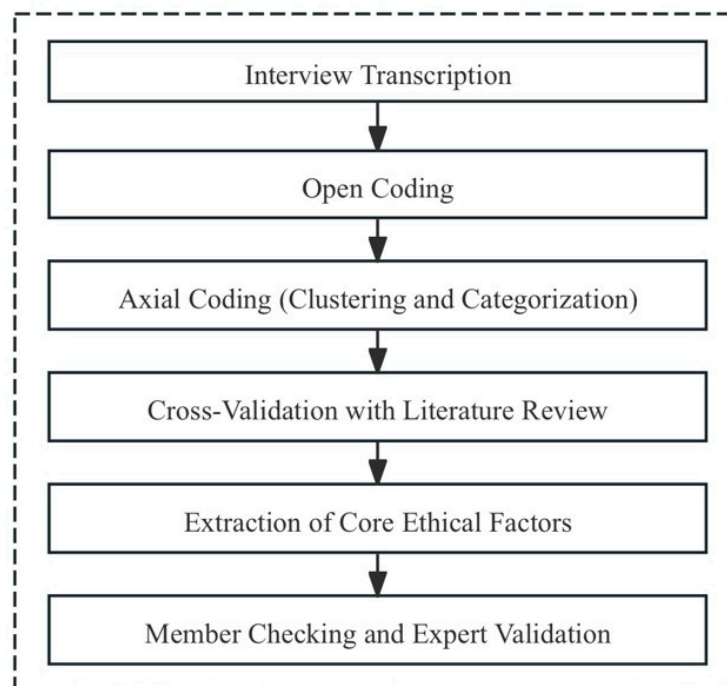 Interview Transcription
Open Coding
Axial Coding (Clustering and Categorization)
Cross-Validation with Literature Review
Extraction of Core Ethical Factors
Member Checking and Expert Validation